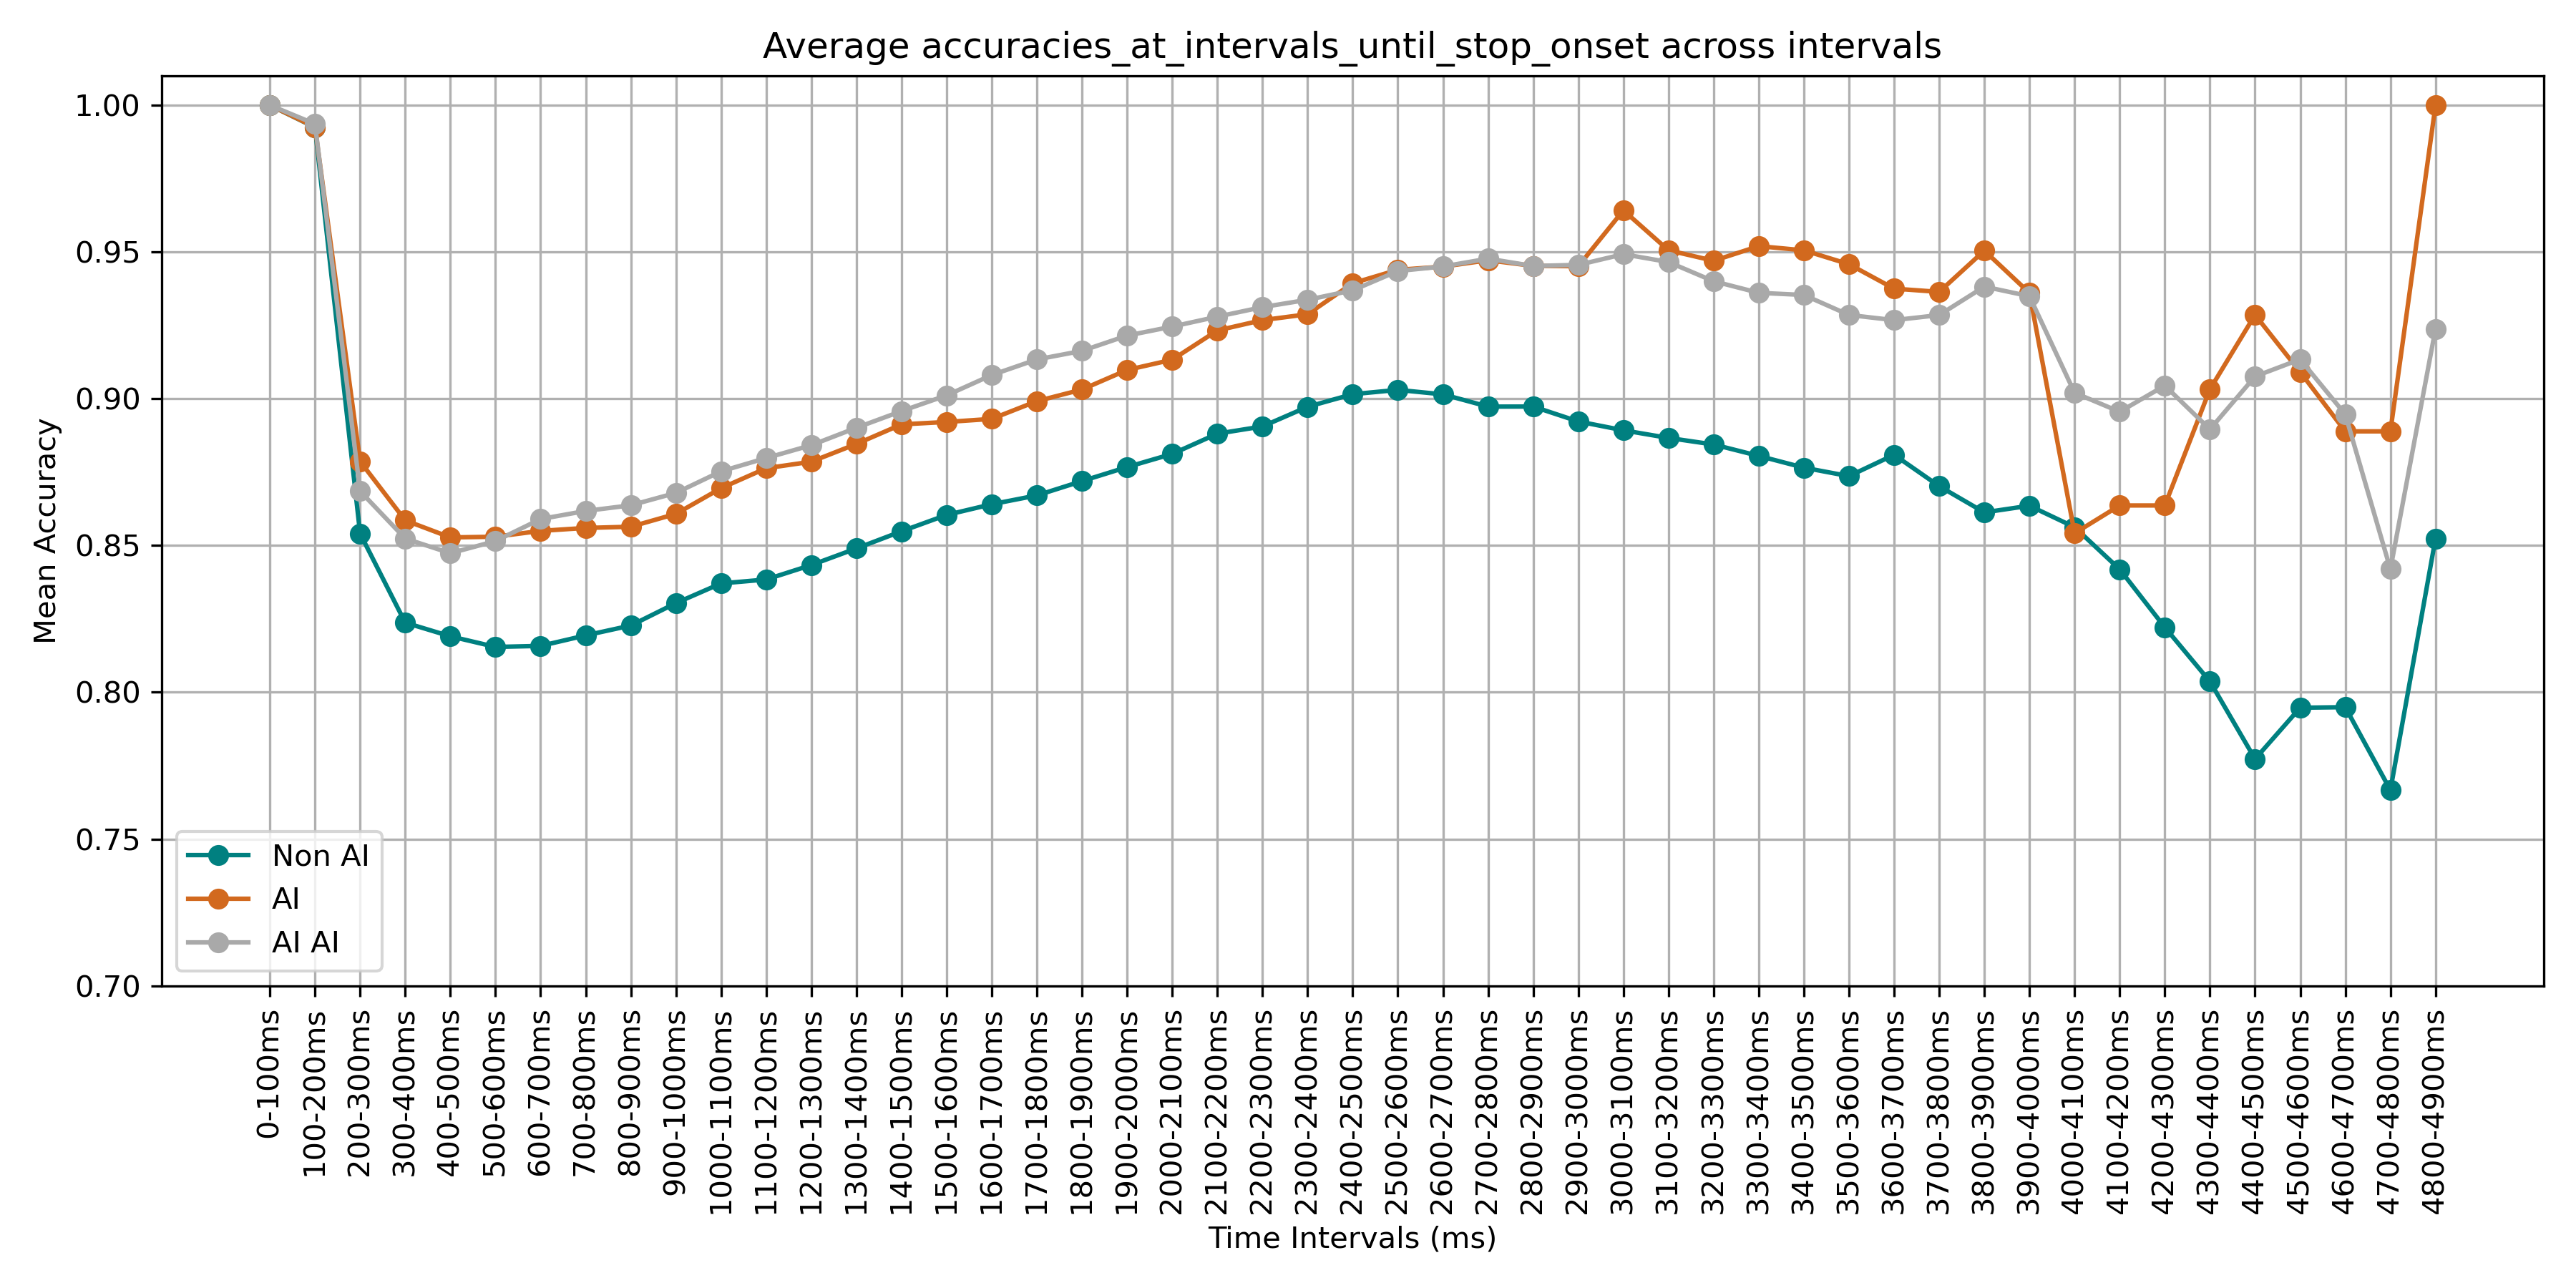 Average accuracies_at_intervals_until_stop_onset across intervals
Mean Accuracy
1.00
0.95
0.90
0.85
0.80
0.75
0.70
Non AI
AI
AI AI
0-100ms
100-200ms
200-300ms
300-400ms
400-500ms
500-600ms
600-700ms
700-800ms
800-900ms
900-1000ms
1000-1100ms
1100-1200ms
1200-1300ms
1300-1400ms
1400-1500ms
1500-1600ms
1600-1700ms
1700-1800ms
1800-1900ms
1900-2000ms
2000-2100ms
2100-2200ms
2200-2300ms
2300-2400ms
2400-2500ms
2500-2600ms
2600-2700ms
2700-2800ms
2800-2900ms
2900-3000ms
3000-3100ms
3100-3200ms
3200-3300ms
3300-3400ms
3400-3500ms
3500-3600ms
3600-3700ms
3700-3800ms
3800-3900ms
3900-4000ms
4000-4100ms
4100-4200ms
4200-4300ms
4300-4400ms
4400-4500ms
4500-4600ms
4600-4700ms
4700-4800ms
4800-4900ms
Time Intervals (ms)